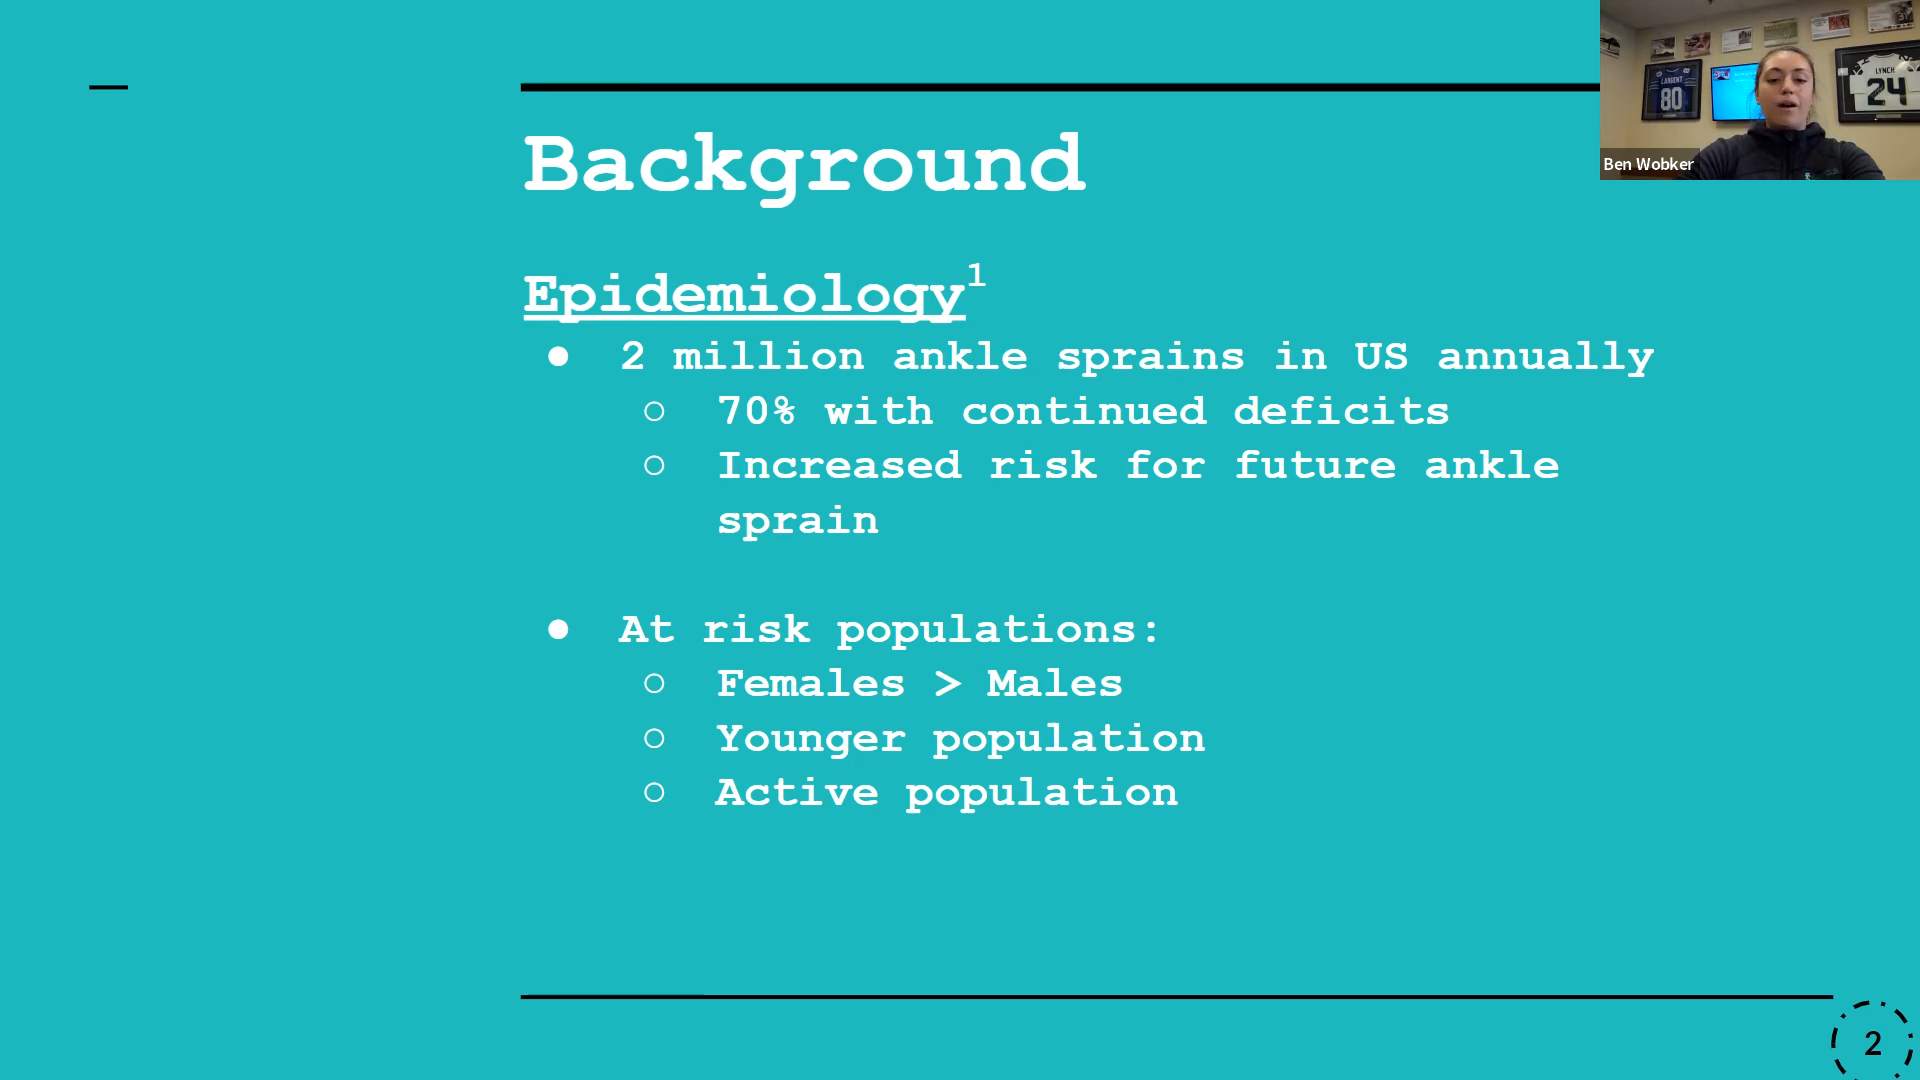 Background
LARGENT
80
LYNCH
24
Ben Wobker
Epidemiology¹
● 2 million ankle sprains in US annually
○ 70% with continued deficits
○ Increased risk for future ankle
sprain
● At risk populations:
○ Females > Males
○ Younger population
○ Active population
2